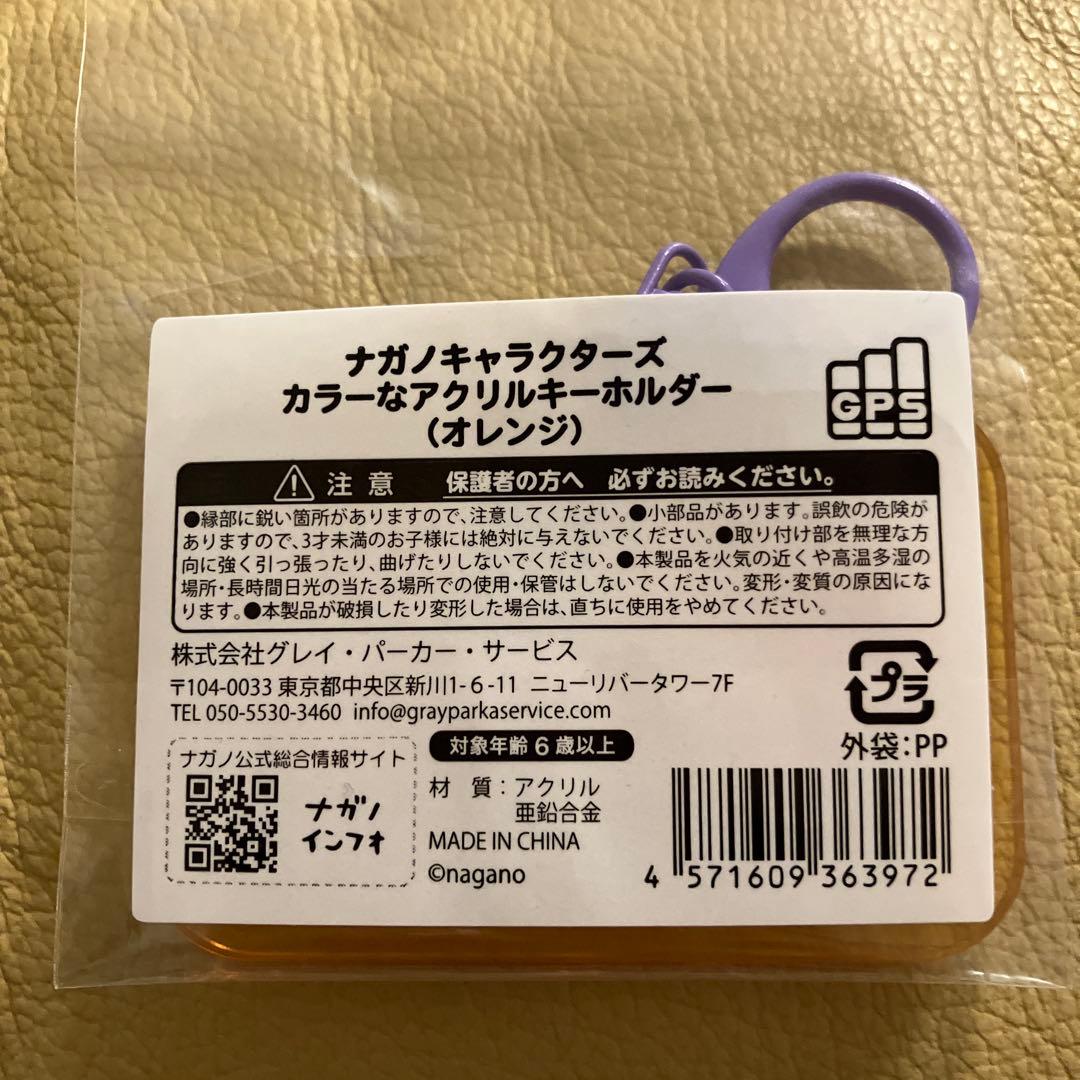 ナガノキャラクターズ
カラーなアクリルキーホルダー
（オレンジ）
GPS
注意 保護者の方へ 必ずお読みください。
●縁部に鋭い箇所がありますので、注意してください。●小部品があります。誤飲の危険が
ありますので、3才未満のお子様には絶対に与えないでください。●取り付け部を無理な方
向に強く引っ張ったり、曲げたりしないでください。●本製品を火気の近くや高温多湿の
場所・長時間日光の当たる場所での使用・保管はしないでください。変形・変質の原因にな
ります。●本製品が破損したり変形した場合は、直ちに使用をやめてください。
株式会社グレイ・パーカー・サービス
〒104-0033 東京都中央区新川1-6-11 ニューリバータワー7F
TEL 050-5530-3460 info@grayparkaservice.com
プラ
外袋：PP
ナガノ公式総合情報サイト
ナガノ
インフォ
対象年齢6歳以上
材 質：アクリル
亜鉛合金
MADE IN CHINA
©nagano
4 571609 363972